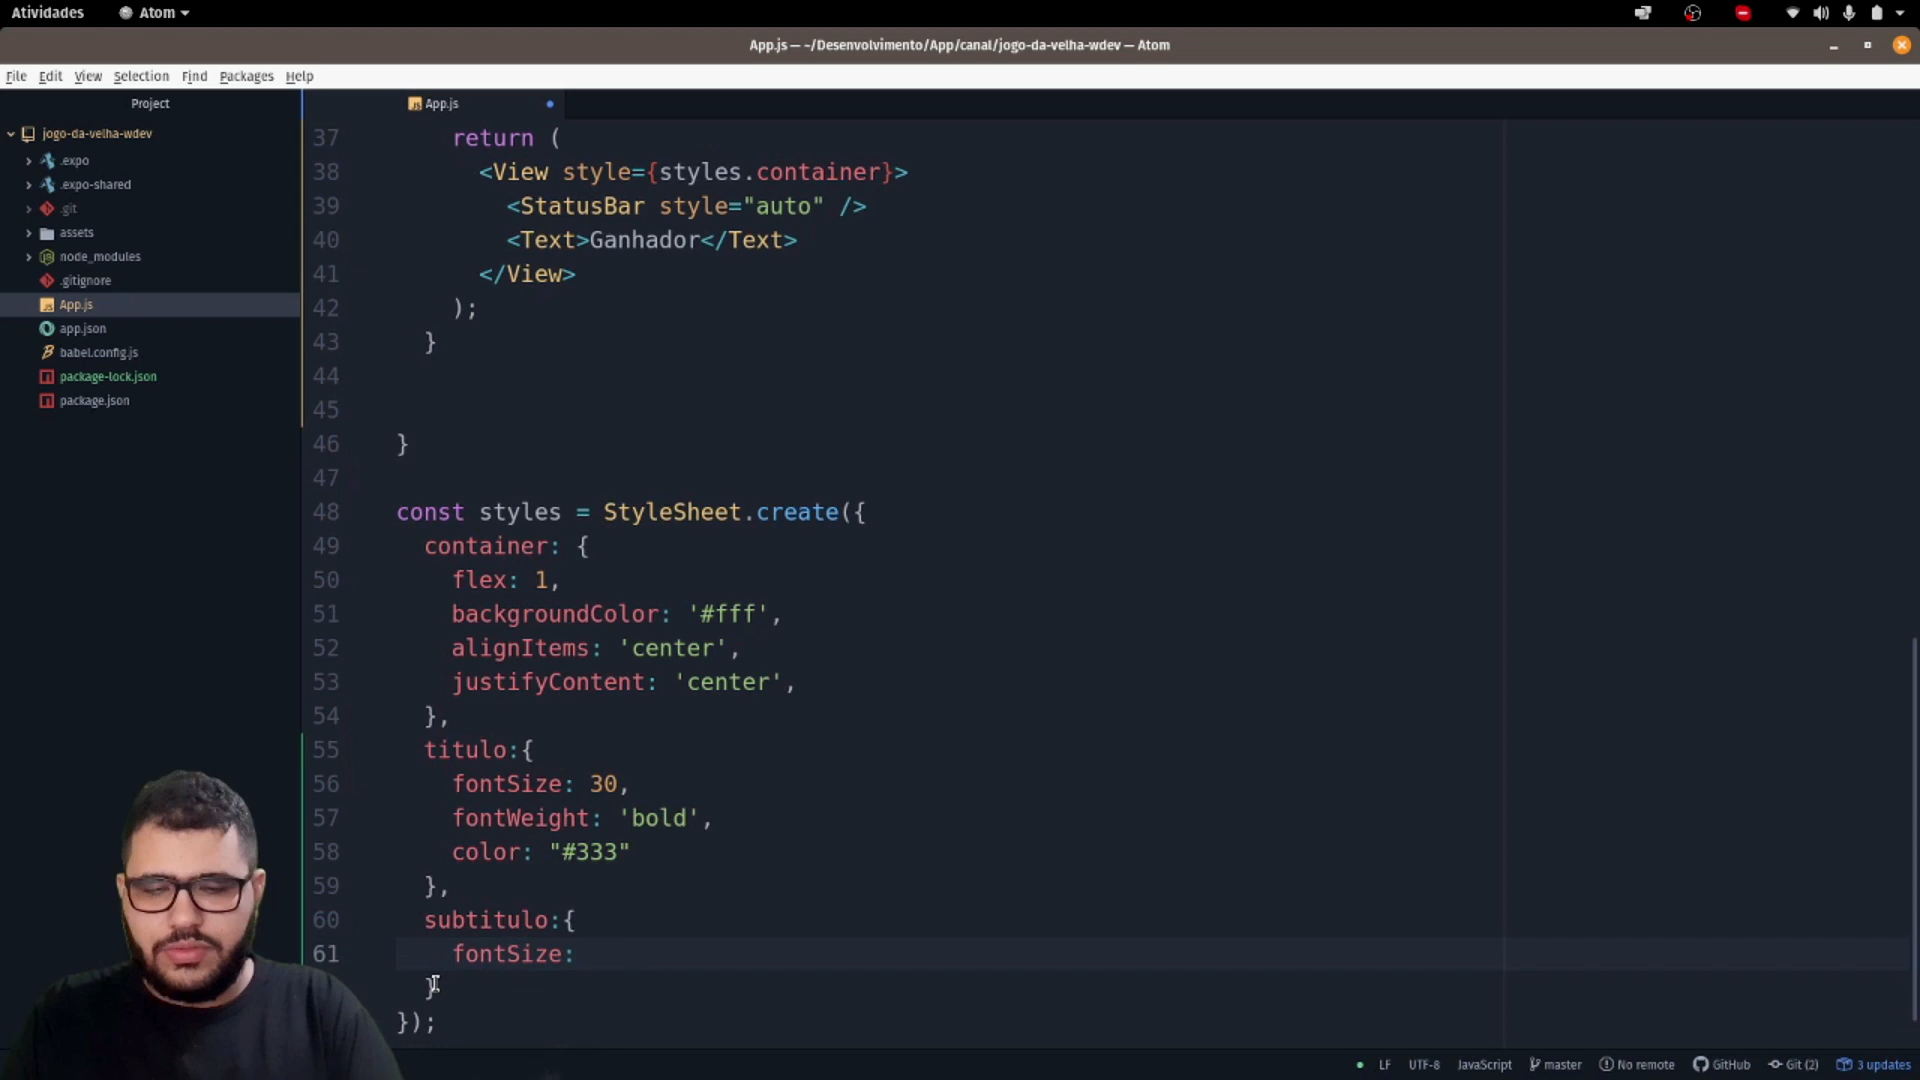 Atividades
Atom
App.js — ~/Desenvolvimento/App/canal/jogo-da-velha-wdev — Atom
File Edit View Selection Find Packages Help
Project
App.js
jogo-da-velha-wdev
.expo
.expo-shared
.git
assets
node_modules
.gitignore
App.js
app.json
babel.config.js
package-lock.json
package.json
37 return (
38 <View style={styles.container}>
39 <StatusBar style="auto" />
40 <Text>Ganhador</Text>
41 </View>
42 );
43 }
44
45
46 }
47
48 const styles = StyleSheet.create({
49 container: {
50 flex: 1,
51 backgroundColor: '#fff',
52 alignItems: 'center',
53 justifyContent: 'center',
54 },
55 titulo:{
56 fontSize: 30,
57 fontWeight: 'bold',
58 color: "#333"
59 },
60 subtitulo:{
61 fontSize:
}
});
LF UTF-8 JavaScript master No remote GitHub Git (2) 3 updates